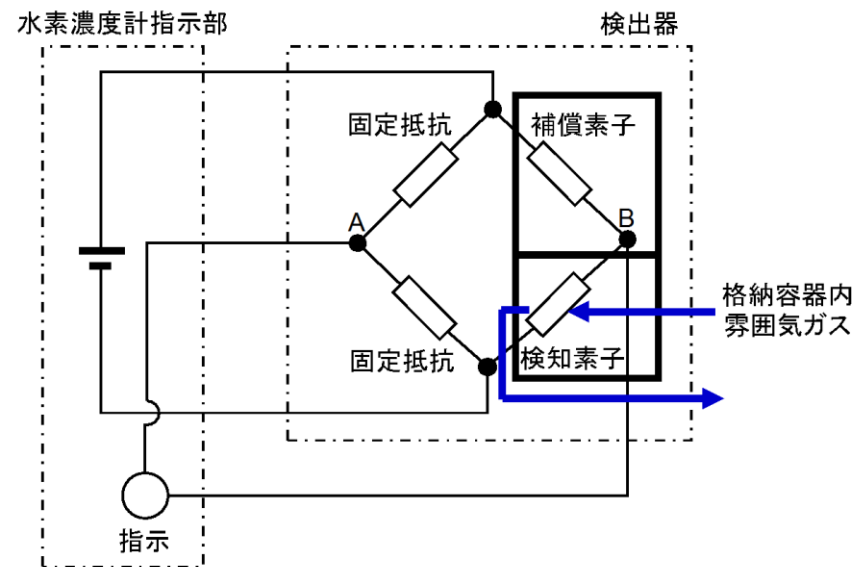 水素濃度計指示部
検出器
固定抵抗
補償素子
A
B
格納容器内
雰囲気ガス
固定抵抗
検知素子
指示